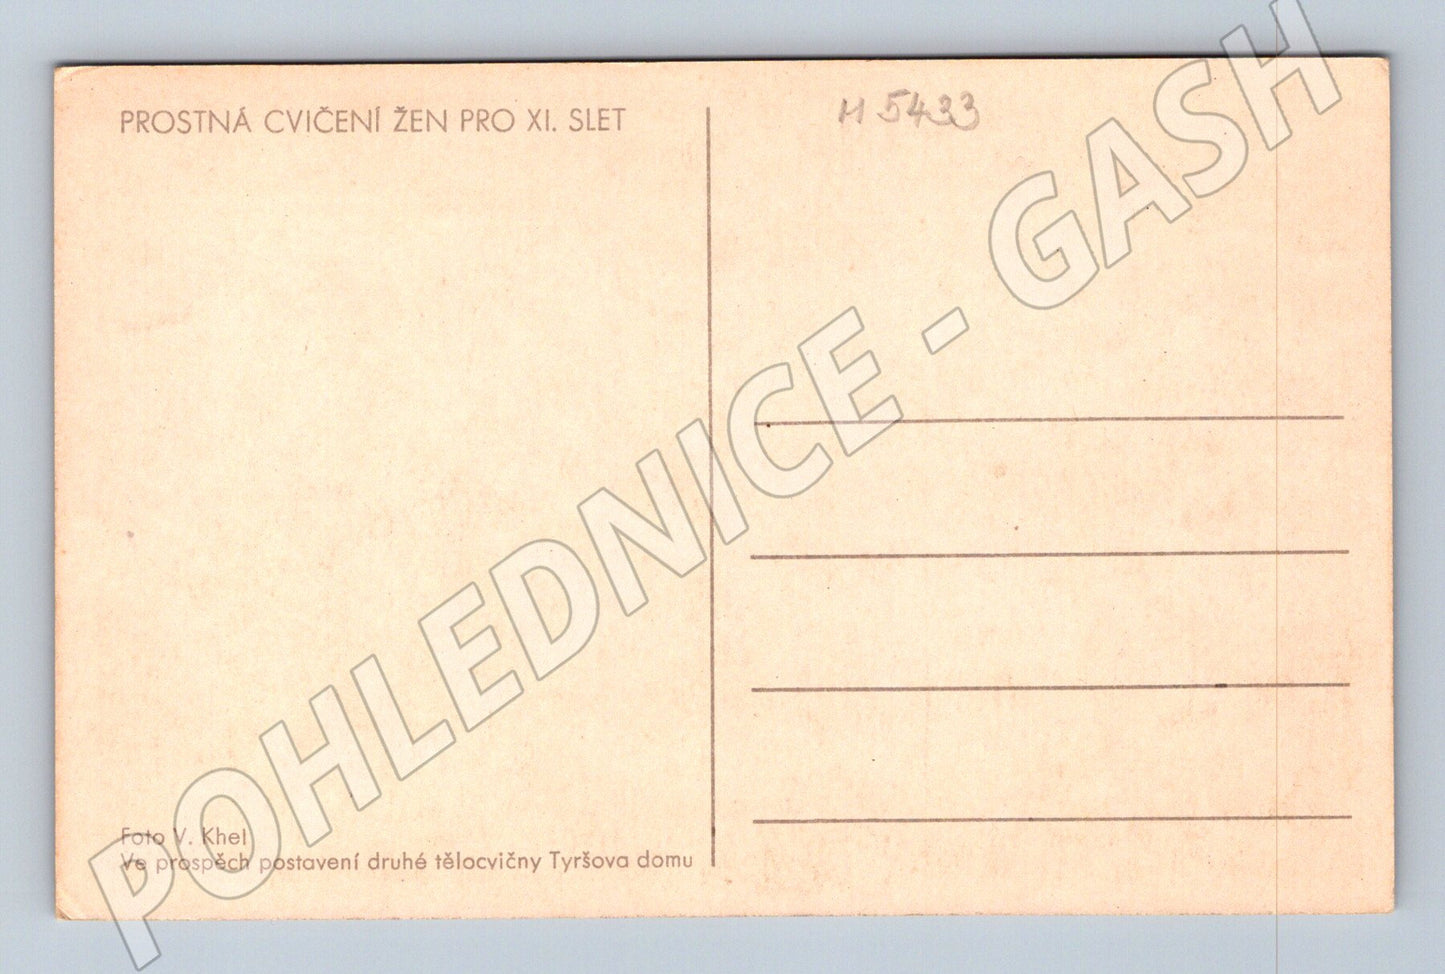 PROSTNÁ CVIČENÍ ŽEN PRO XI. SLET
M 5433
POHLEDNICE - GASH
Foto V. Khel
Ve prospěch postavení druhé tělocvičny Tyršova domu